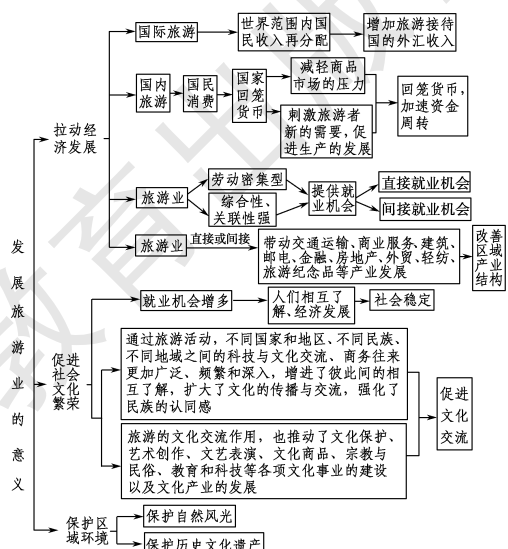 国际旅游
世界范围内国
民收入再分配
增加旅游接待
国的外汇收入
国内
旅游
国民
消费
国家
回笼
货币
减轻商品
市场的压力
刺激旅游者
新的需要,促
进生产的发展
回笼货币,
加速资金
周转
拉动经
济发展
旅游业
劳动密集型
综合性、
关联性强
提供就
业机会
直接就业机会
间接就业机会
旅游业
直接或间接
带动交通运输、商业服务、建筑、
邮电、金融、房地产、外贸、轻纺、
旅游纪念品等产业发展
改善
区域
产业
结构
发
展
旅
游
业
的
意
义
促进
社会
文化
繁荣
就业机会增多
人们相互了
解、经济发展
社会稳定
通过旅游活动,不同国家和地区、不同民族、
不同地域之间的科技与文化交流、商务往来
更加广泛、频繁和深入,增进了彼此间的相
互了解,扩大了文化的传播与交流,强化了
民族的认同感
旅游的文化交流作用,也推动了文化保护、
艺术创作、文艺表演、文化商品、宗教与
民俗、教育和科技等各项文化事业的建设
以及文化产业的发展
促进
文化
交流
保护区
域环境
保护自然风光
保护历史文化遗产
教育出版